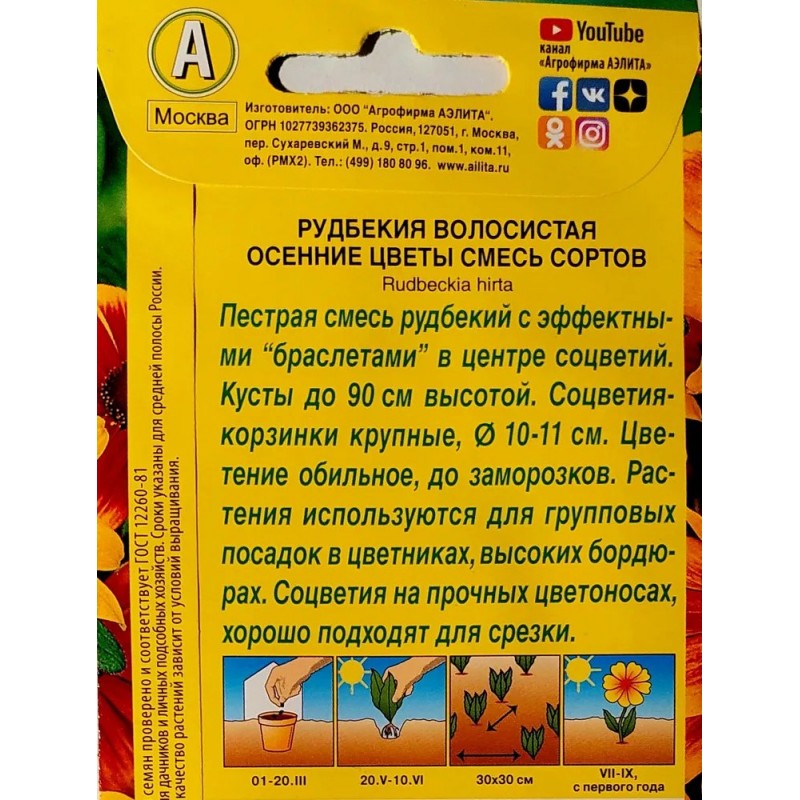 А
Москва
Изготовитель: ООО "Агрофирма АЭЛИТА".
ОГРН 1027739362375. Россия, 127051, г. Москва,
пер. Сухаревский М., д.9, стр.1, пом.1, ком.11,
оф. (РМХ2). Тел.: (499) 180 80 96. www.ailita.ru
YouTube
канал
«Агрофирма АЭЛИТА»
РУДБЕКИЯ ВОЛОСИСТАЯ
ОСЕННИЕ ЦВЕТЫ СМЕСЬ СОРТОВ
Rudbeckia hirta
Пестрая смесь рудбекий с эффектны-
ми "браслетами" в центре соцветий.
Кусты до 90 см высотой. Соцветия-
корзинки крупные, Ø 10-11 см. Цве-
тение обильное, до заморозков. Рас-
тения используются для групповых
посадок в цветниках, высоких бордю-
рах. Соцветия на прочных цветоносах,
хорошо подходят для срезки.
01-20.III
20.V-10.VI
30х30 см
VII-IX,
с первого года
семян проверено и соответствует ГОСТ 12260-81
дачников и личных подсобных хозяйств. Сроки указаны для средней полосы России.
качество растений зависит от условий выращивания.